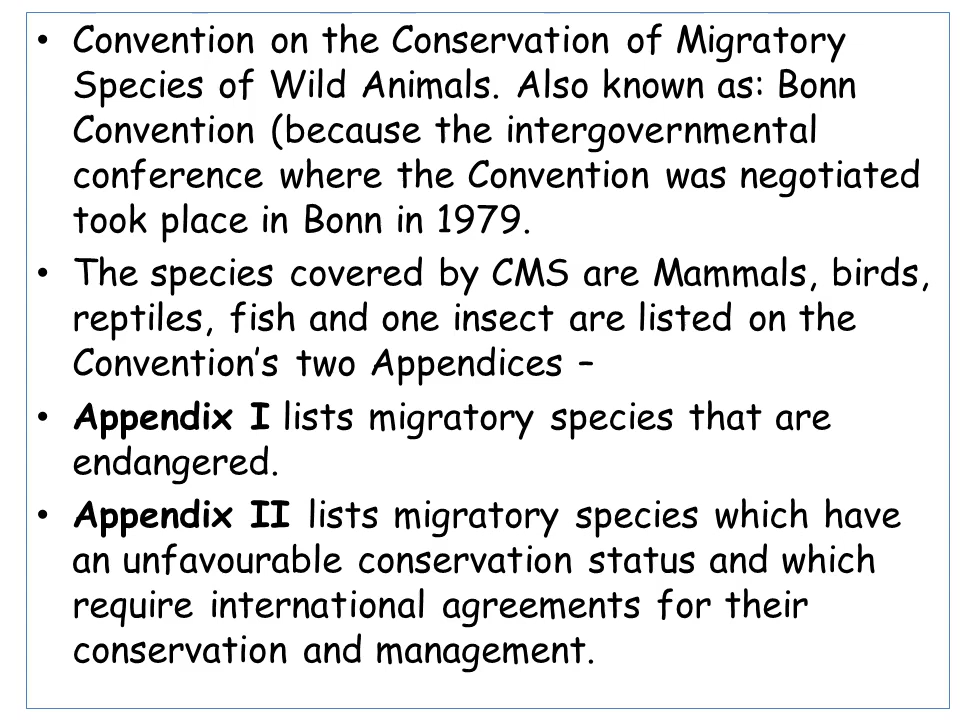 • Convention on the Conservation of Migratory
Species of Wild Animals. Also known as: Bonn
Convention (because the intergovernmental
conference where the Convention was negotiated
took place in Bonn in 1979.
• The species covered by CMS are Mammals, birds,
reptiles, fish and one insect are listed on the
Convention's two Appendices –
• Appendix I lists migratory species that are
endangered.
• Appendix II lists migratory species which have
an unfavourable conservation status and which
require international agreements for their
conservation and management.